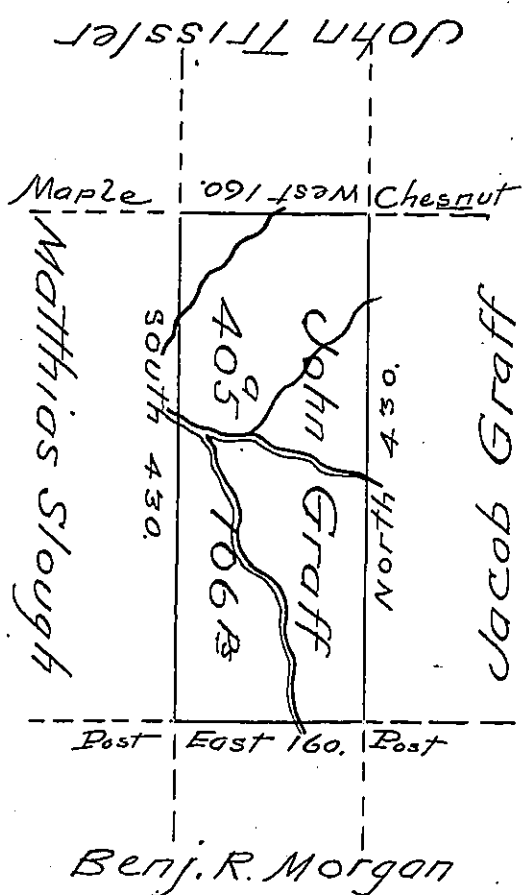 John Trissler
Maple West 160. Chesnut
Matthias Slough
South 430.
405 a 106 P
John Graff
North 430.
Jacob Graff
Post East 160. Post
Benj. R. Morgan